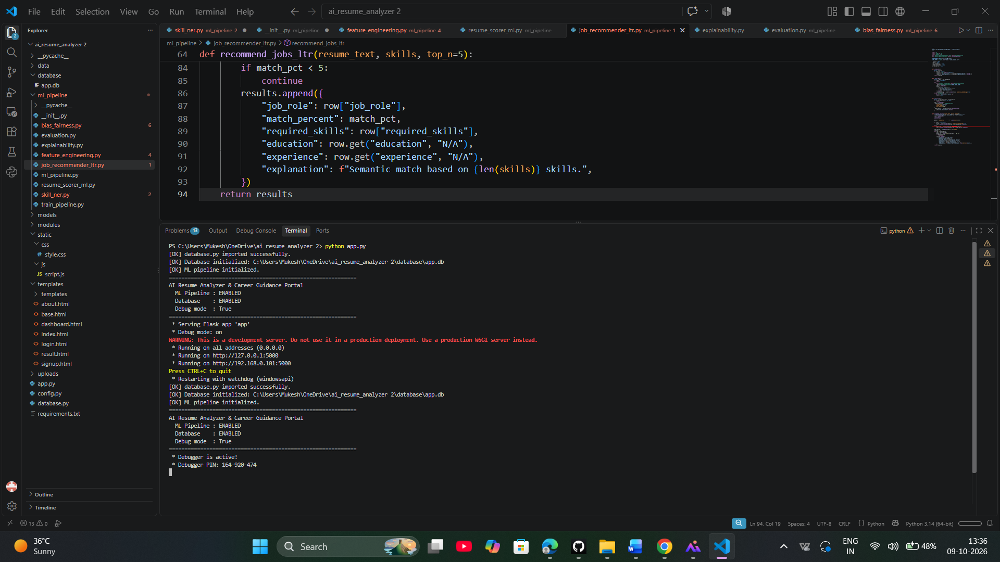 File Edit Selection View Go Run Terminal Help
ai_resume_analyzer 2
Explorer
ai_resume_analyzer 2
__pycache__
data
database
app.db
ml_pipeline
__pycache__
__init__.py
bias_fairness.py 6
evaluation.py
explainability.py
feature_engineering.py 4
job_recommender_ltr.py 1
ml_pipeline.py
resume_scorer_ml.py
skill_ner.py 2
train_pipeline.py
models
modules
static
css
# style.css
js
JS script.js
templates
templates
<> about.html
<> base.html
<> dashboard.html
<> index.html
<> login.html
<> result.html
<> signup.html
uploads
app.py
config.py
database.py
requirements.txt
Outline
Timeline
skill_ner.py ml_pipeline 2
__init__.py ml_pipeline
feature_engineering.py ml_pipeline 4
resume_scorer_ml.py ml_pipeline
job_recommender_ltr.py ml_pipeline 1
explainability.py
evaluation.py ml_pipeline
bias_fairness.py ml_pipeline 6
ml_pipeline > job_recommender_ltr.py > recommend_jobs_ltr
64 def recommend_jobs_ltr(resume_text, skills, top_n=5):
84 if match_pct < 5:
85 continue
86 results.append({
87 "job_role": row["job_role"],
88 "match_percent": match_pct,
89 "required_skills": row["required_skills"],
90 "education": row.get("education", "N/A"),
91 "experience": row.get("experience", "N/A"),
92 "explanation": f"Semantic match based on {len(skills)} skills.",
93 })
94 return results
Problems 13 Output Debug Console Terminal Ports
python
PS C:\Users\Mukesh\OneDrive\ai_resume_analyzer 2> python app.py
[OK] database.py imported successfully.
[OK] Database initialized: C:\Users\Mukesh\OneDrive\ai_resume_analyzer 2\database\app.db
[OK] ML pipeline initialized.
============================================================
AI Resume Analyzer & Career Guidance Portal
ML Pipeline : ENABLED
Database : ENABLED
Debug mode : True
============================================================
* Serving Flask app 'app'
* Debug mode: on
WARNING: This is a development server. Do not use it in a production deployment. Use a production WSGI server instead.
* Running on all addresses (0.0.0.0)
* Running on http://127.0.0.1:5000
* Running on http://192.168.0.101:5000
Press CTRL+C to quit
* Restarting with watchdog (windowsapi)
[OK] database.py imported successfully.
[OK] Database initialized: C:\Users\Mukesh\OneDrive\ai_resume_analyzer 2\database\app.db
[OK] ML pipeline initialized.
============================================================
AI Resume Analyzer & Career Guidance Portal
ML Pipeline : ENABLED
Database : ENABLED
Debug mode : True
============================================================
* Debugger is active!
* Debugger PIN: 164-920-474
13 0
Ln 94, Col 19 Spaces: 4 UTF-8 CRLF {} Python Python 3.14 (64-bit)
36°C
Sunny
Search
ENG
IN
48%
13:36
09-10-2026